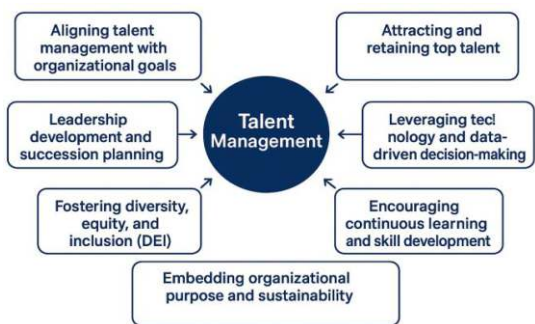 Aligning talent
management with
organizational goals
Attracting and
retaining top talent
Talent
Management
Leadership
development and
succession planning
Leveraging tecl
nology and data-
driven decision-making
Fostering diversity,
equity, and
inclusion (DEI)
Encouraging
continuous learning
and skill development
Embedding organizational
purpose and sustainability